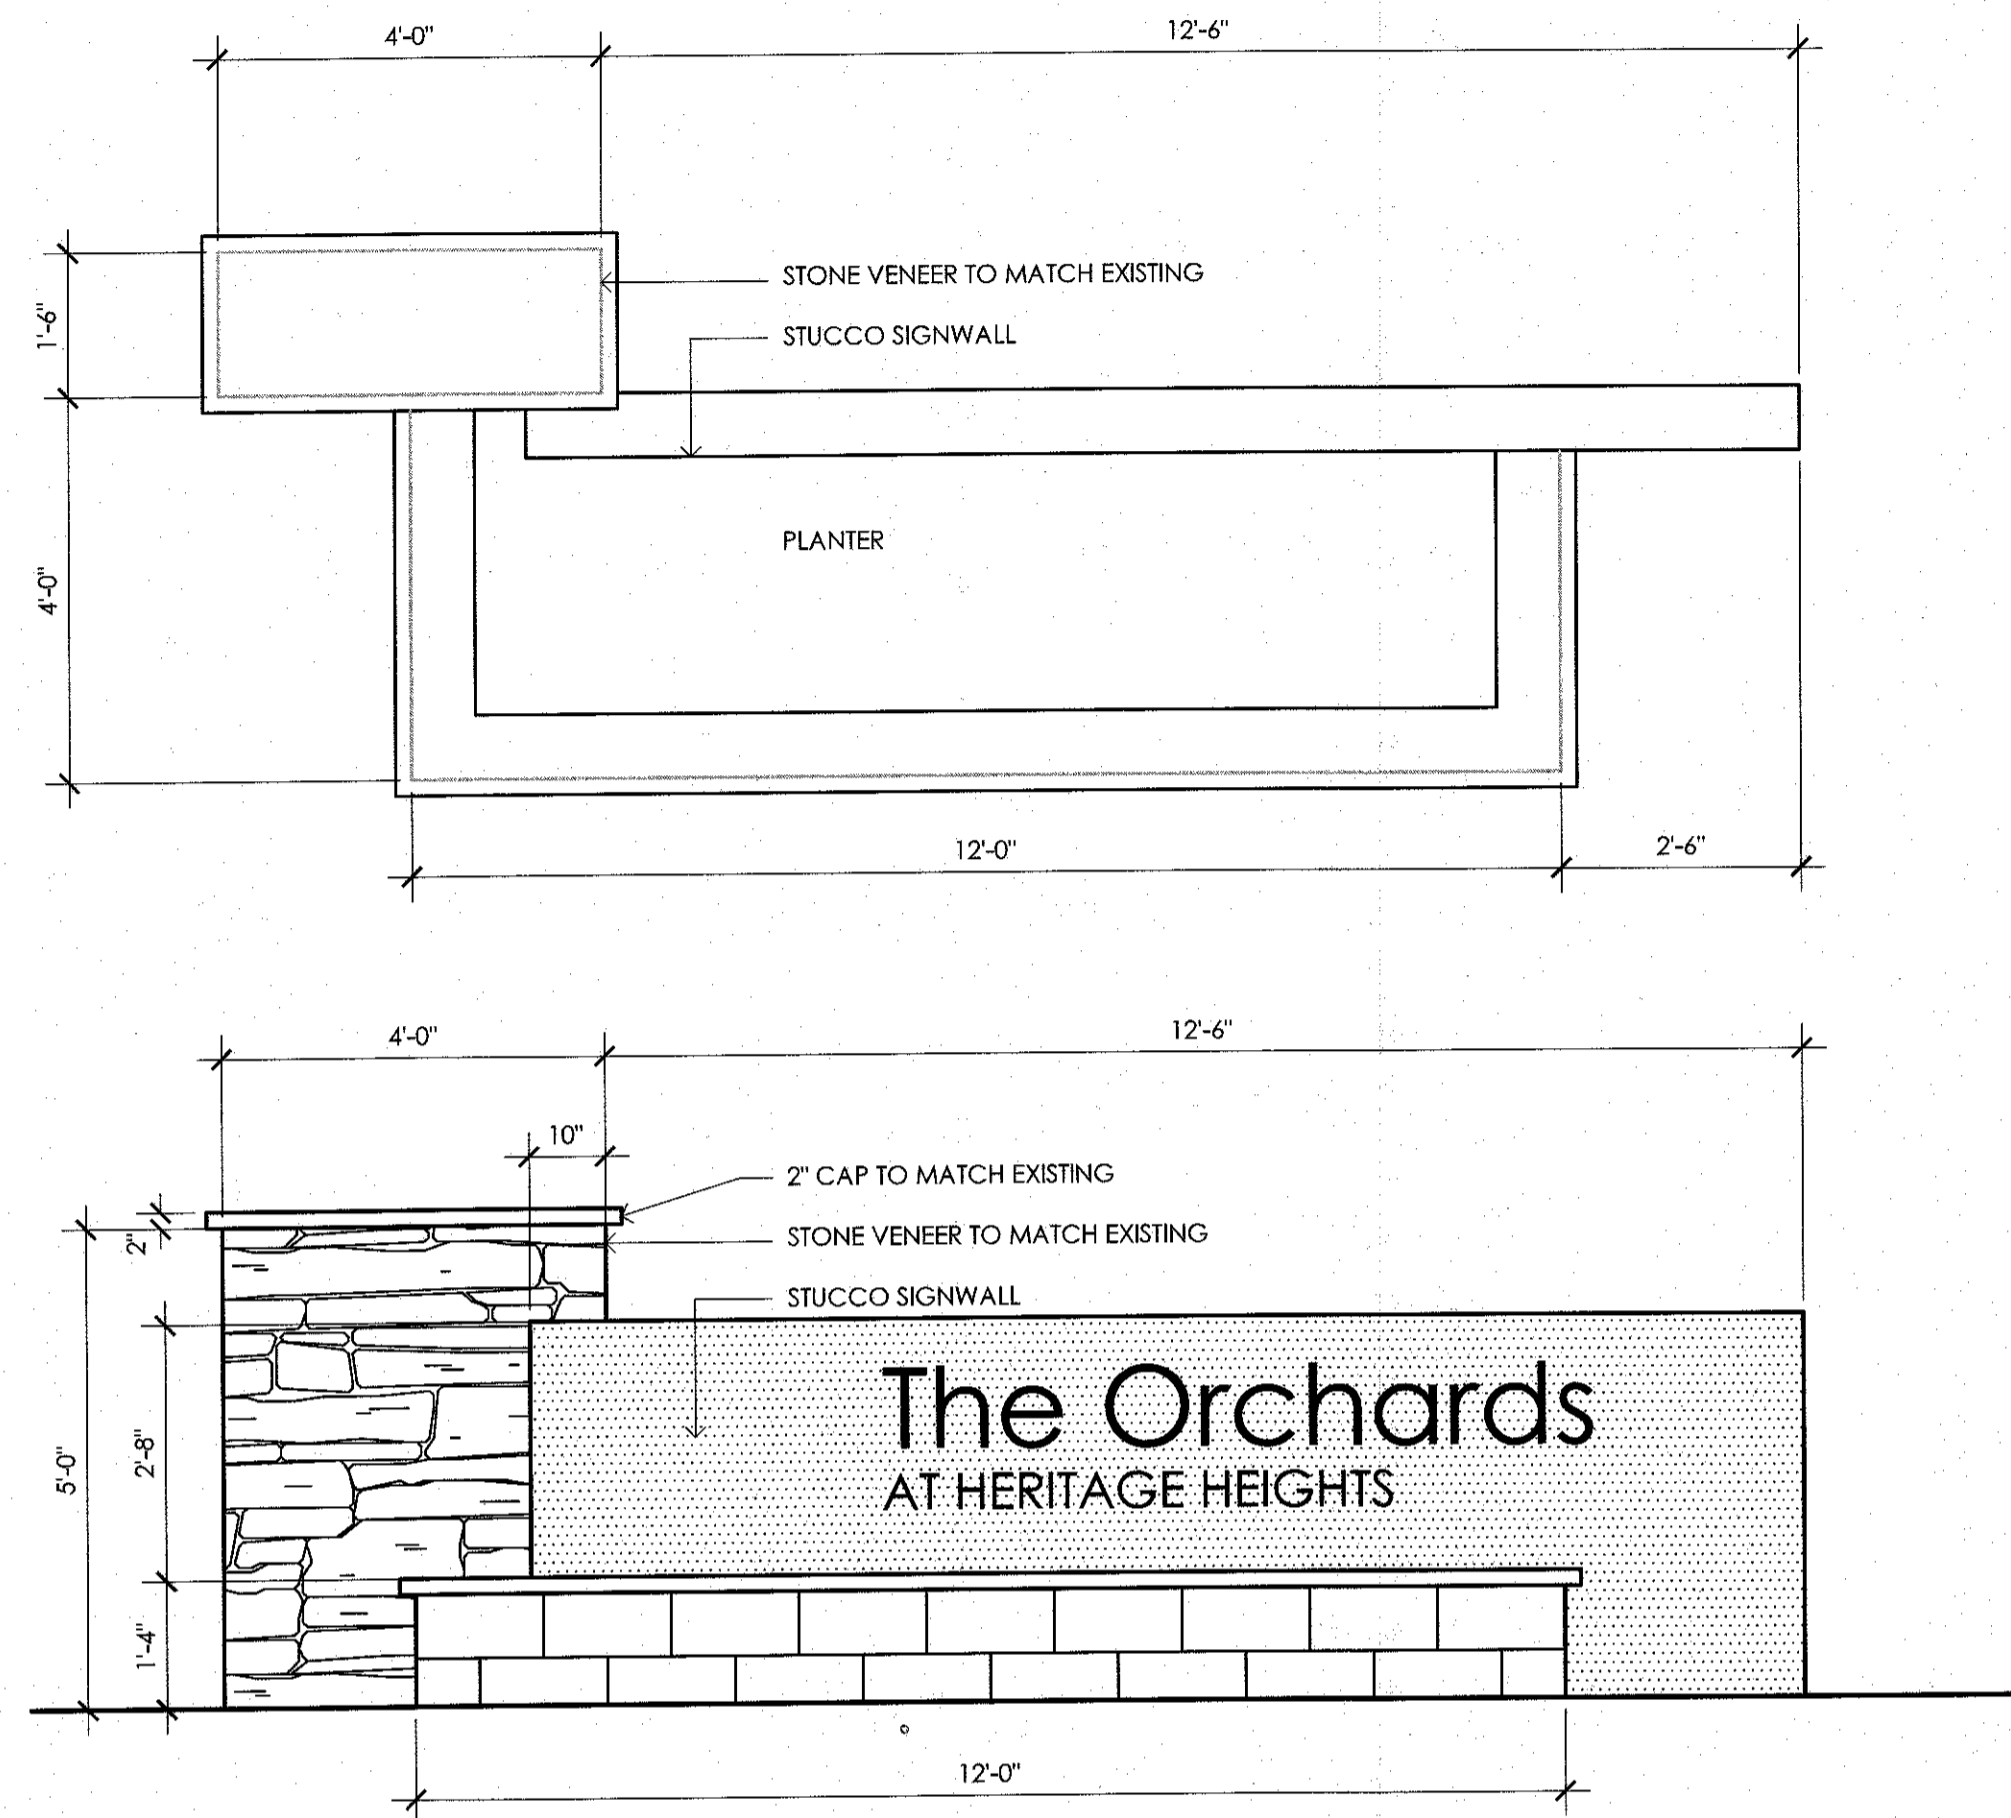 4'-0"
12'-6"
1'-6"
STONE VENEER TO MATCH EXISTING
STUCCO SIGNWALL
PLANTER
4'-0"
12'-0"
2'-6"
4'-0"
12'-6"
10"
2" CAP TO MATCH EXISTING
2"
STONE VENEER TO MATCH EXISTING
STUCCO SIGNWALL
The Orchards
5'-0"
2'-8"
AT HERITAGE HEIGHTS
1'-4"
12'-0"